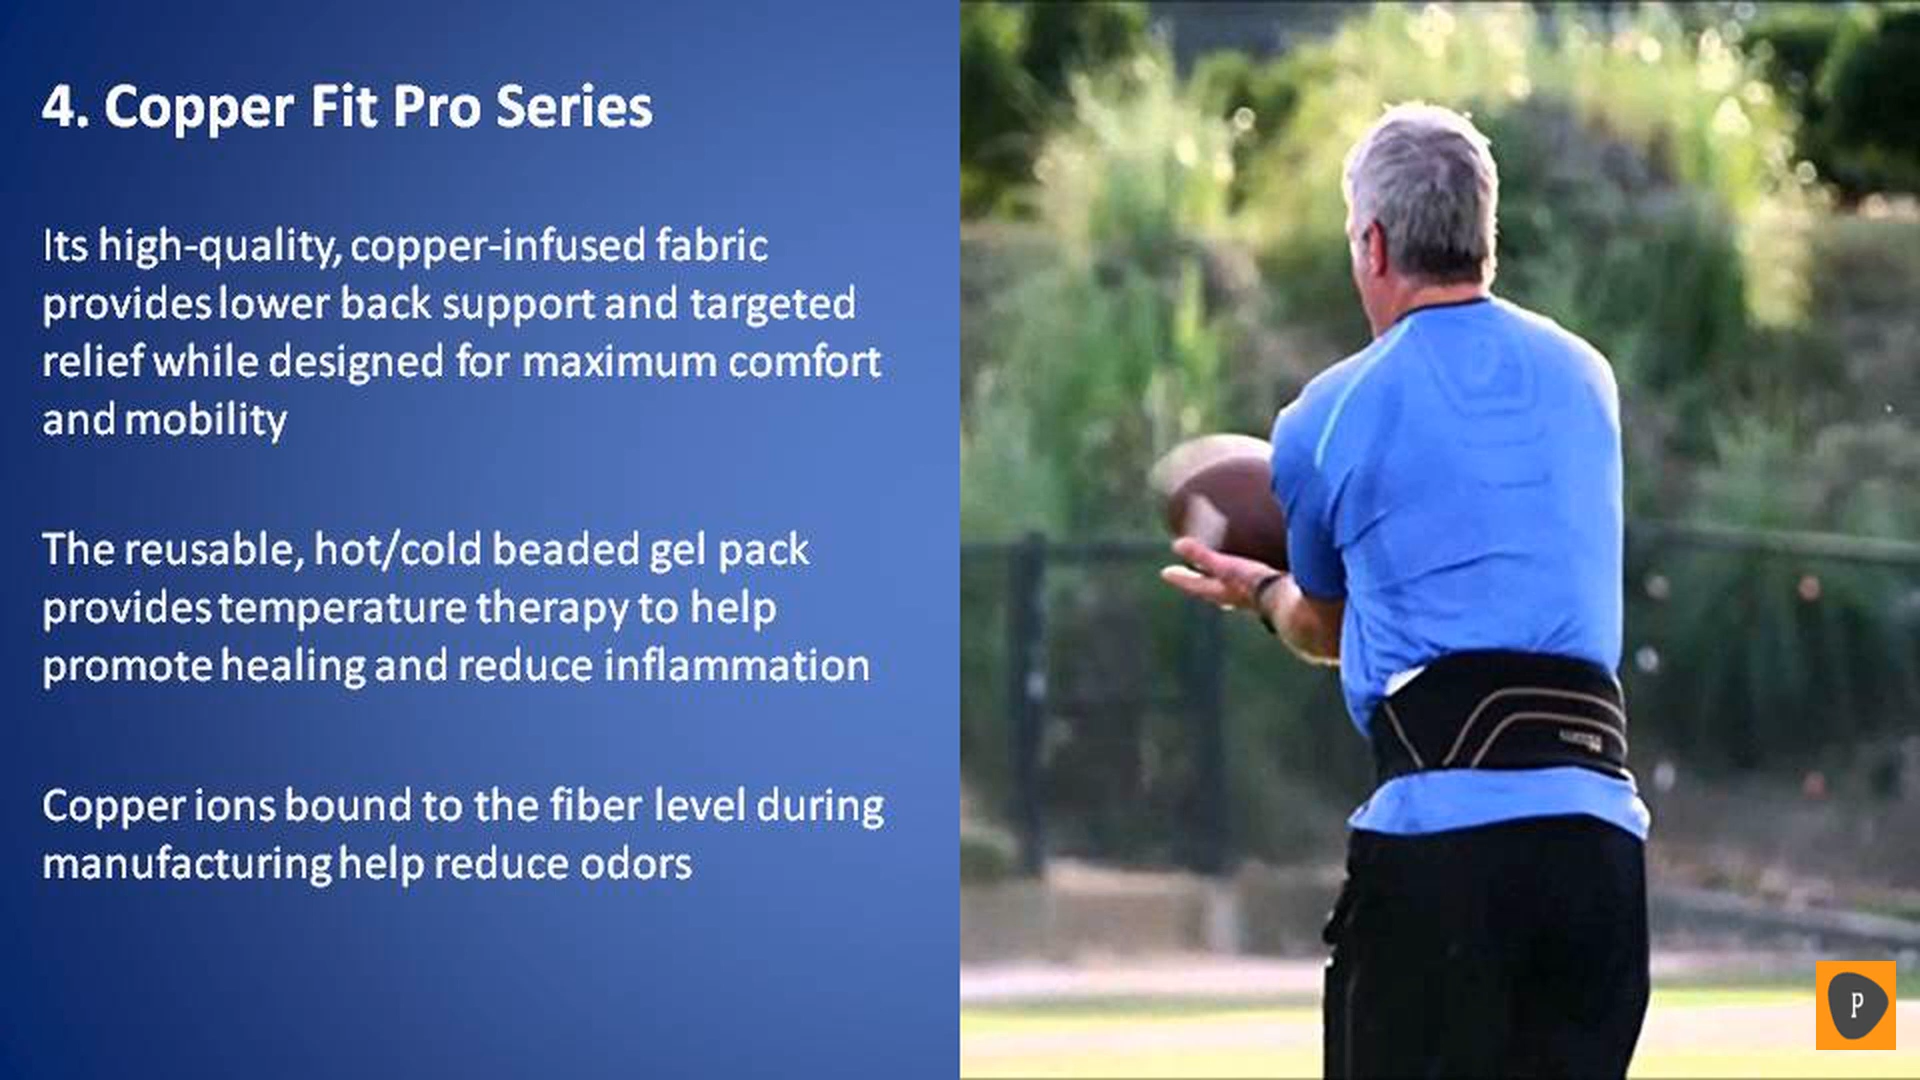 4. Copper Fit Pro Series
Its high-quality, copper-infused fabric
provides lower back support and targeted
relief while designed for maximum comfort
and mobility
The reusable, hot/cold beaded gel pack
provides temperature therapy to help
promote healing and reduce inflammation
Copper ions bound to the fiber level during
manufacturing help reduce odors
P